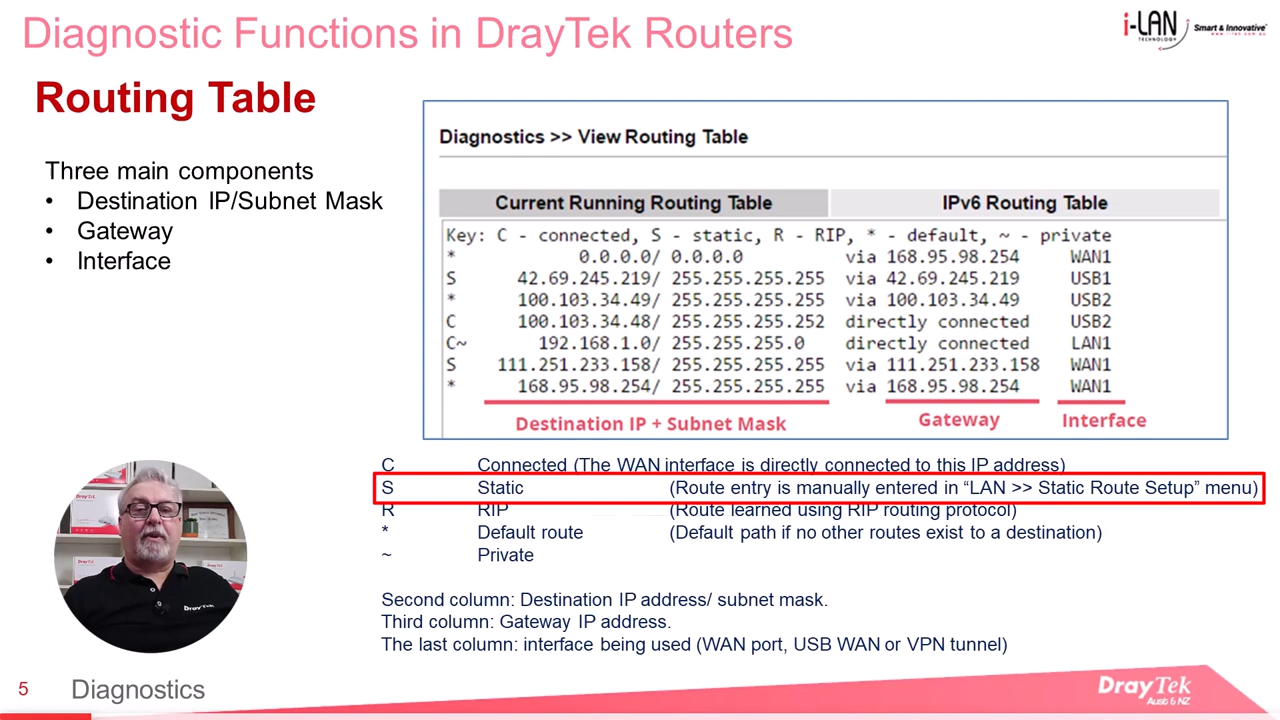 Diagnostic Functions in DrayTek Routers
i-LAN
TECHNOLOGY
Smart & Innovative
Routing Table
Three main components
• Destination IP/Subnet Mask
• Gateway
• Interface
Diagnostics >> View Routing Table
Current Running Routing Table IPv6 Routing Table
Key: C - connected, S - static, R - RIP, * - default, ~ - private
* 0.0.0.0/ 0.0.0.0 via 168.95.98.254 WAN1
S 42.69.245.219/ 255.255.255.255 via 42.69.245.219 USB1
* 100.103.34.49/ 255.255.255.255 via 100.103.34.49 USB2
C 100.103.34.48/ 255.255.255.252 directly connected USB2
C~ 192.168.1.0/ 255.255.255.0 directly connected LAN1
S 111.251.233.158/ 255.255.255.255 via 111.251.233.158 WAN1
* 168.95.98.254/ 255.255.255.255 via 168.95.98.254 WAN1
Destination IP + Subnet Mask Gateway Interface
C Connected (The WAN interface is directly connected to this IP address)
S Static (Route entry is manually entered in “LAN >> Static Route Setup” menu)
R RIP (Route learned using RIP routing protocol)
* Default route (Default path if no other routes exist to a destination)
~ Private
Second column: Destination IP address/ subnet mask.
Third column: Gateway IP address.
The last column: interface being used (WAN port, USB WAN or VPN tunnel)
DrayTek
5 Diagnostics
DrayTek
Aust & NZ